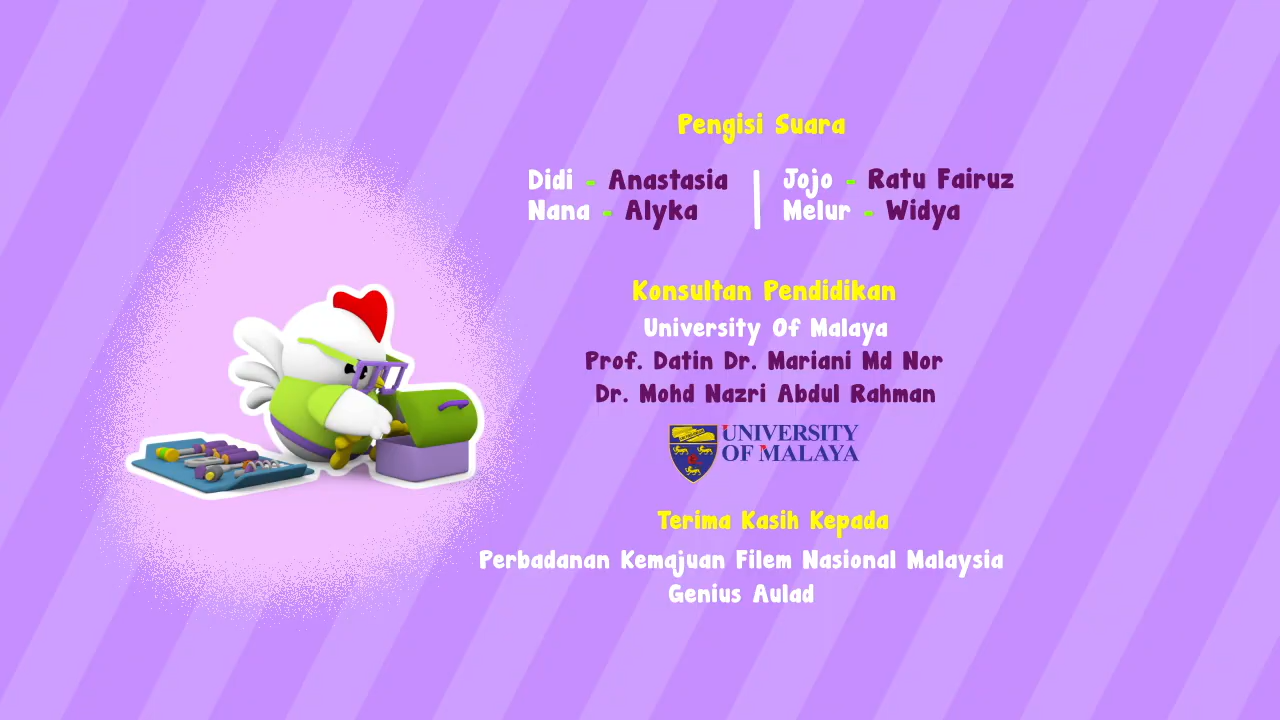 Pengisi Suara
Didi - Anastasia
Nana - Alyka
Jojo - Ratu Fairuz
Melur - Widya
Konsultan Pendidikan
University Of Malaya
Prof. Datin Dr. Mariani Md Nor
Dr. Mohd Nazri Abdul Rahman
UNIVERSITY
OF MALAYA
Terima Kasih Kepada
Perbadanan Kemajuan Filem Nasional Malaysia
Genius Aulad